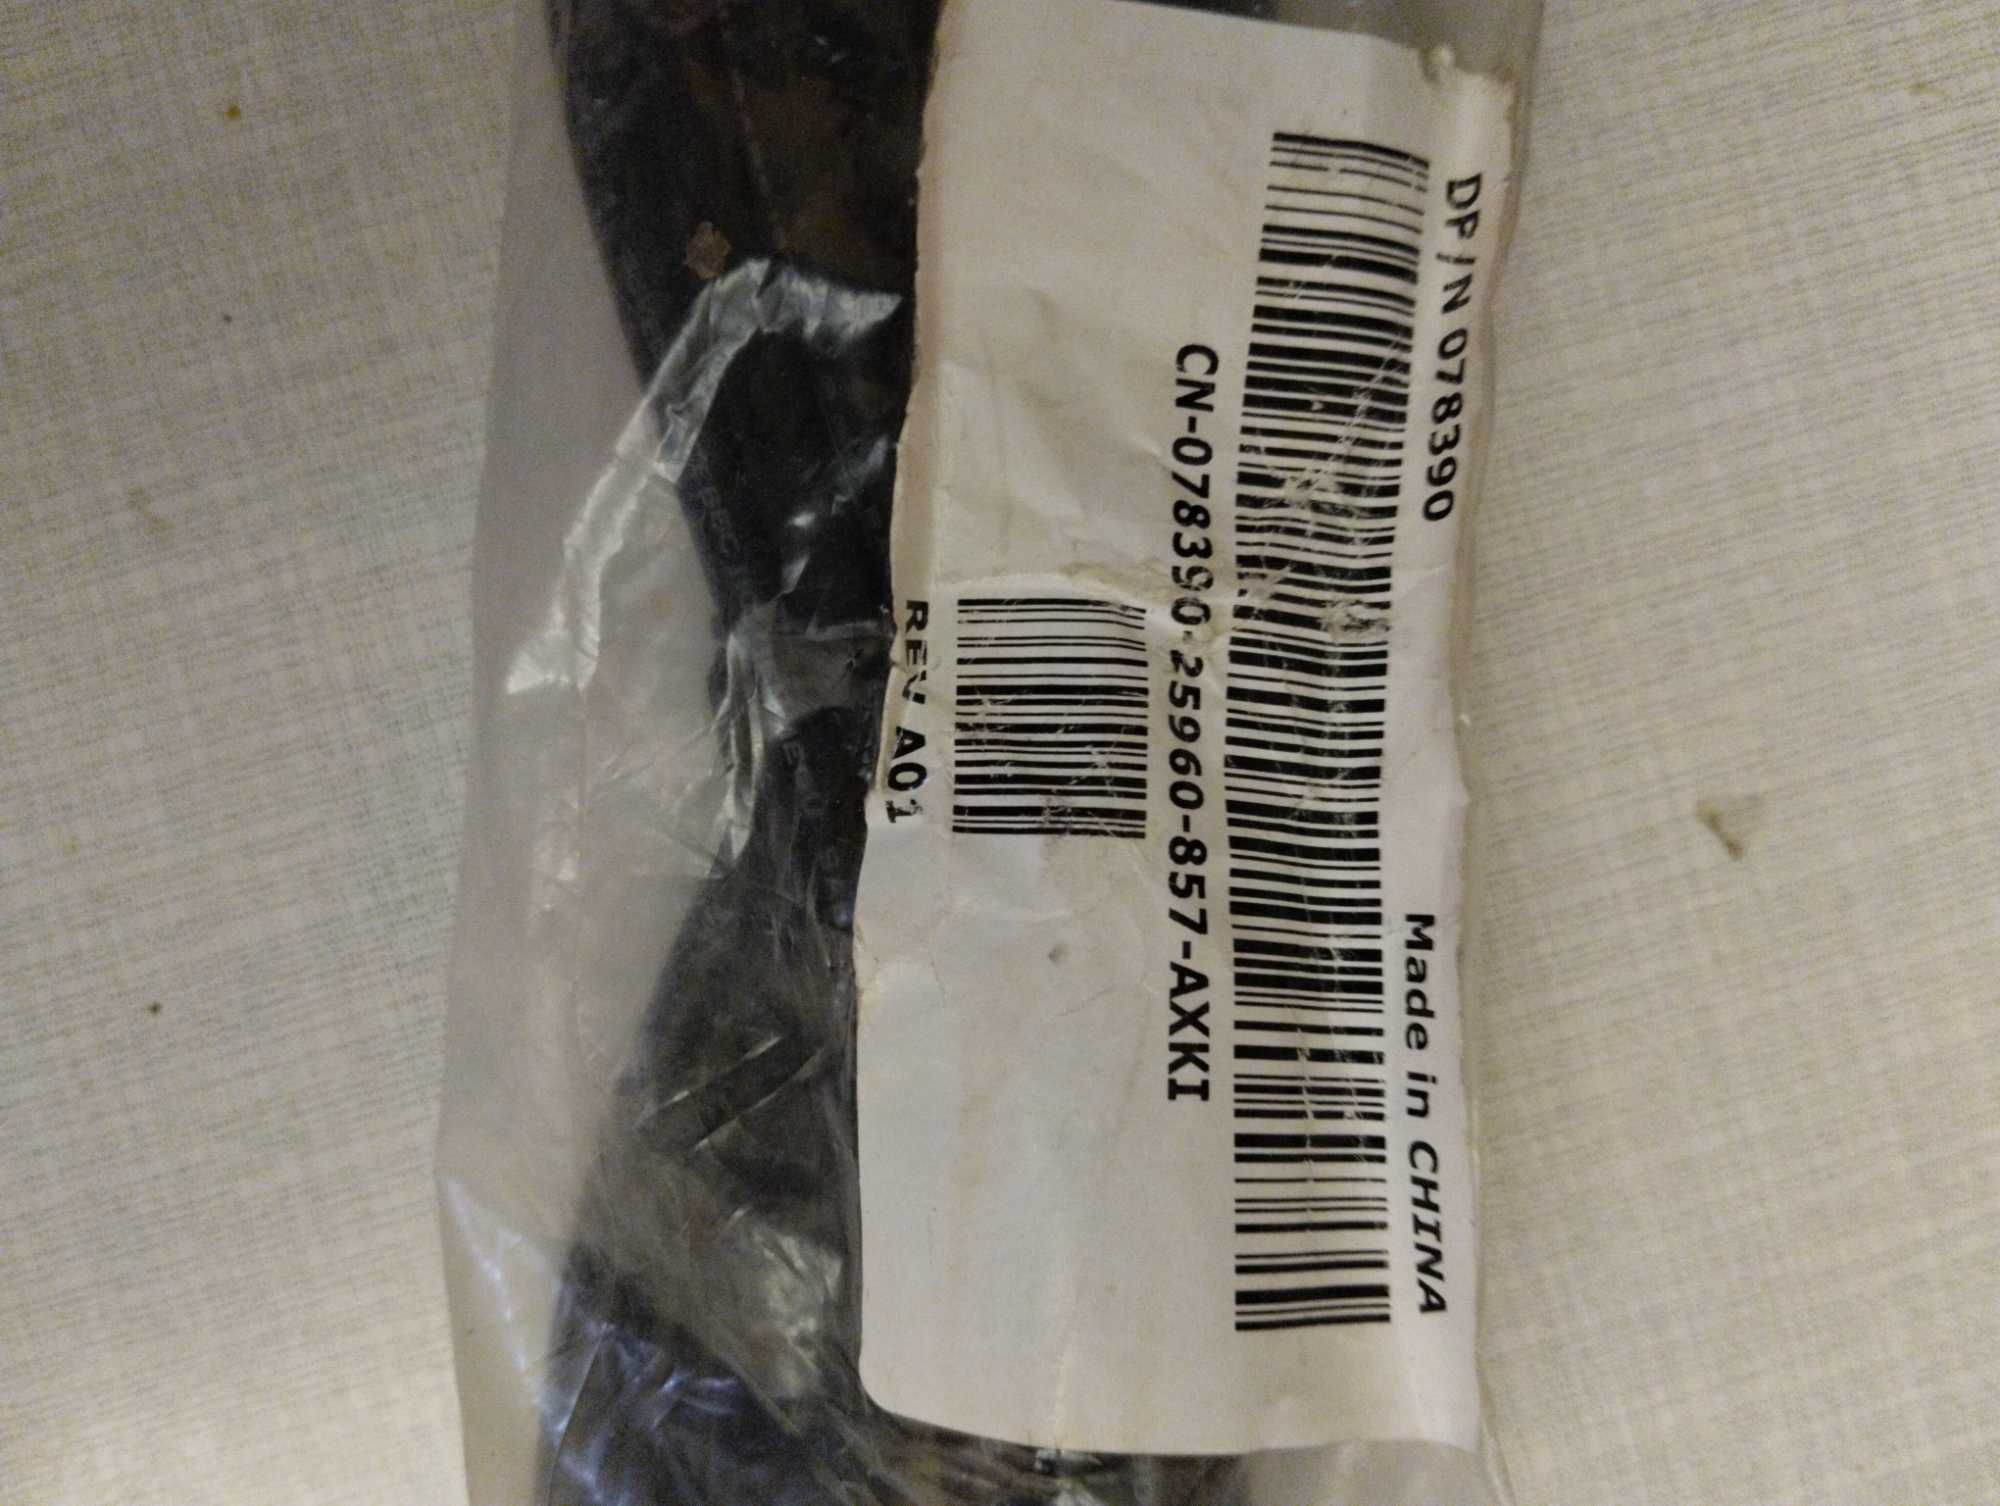 DP/N 078390
Made in CHINA
CN-078390-25960-857-AXKI
REV A01